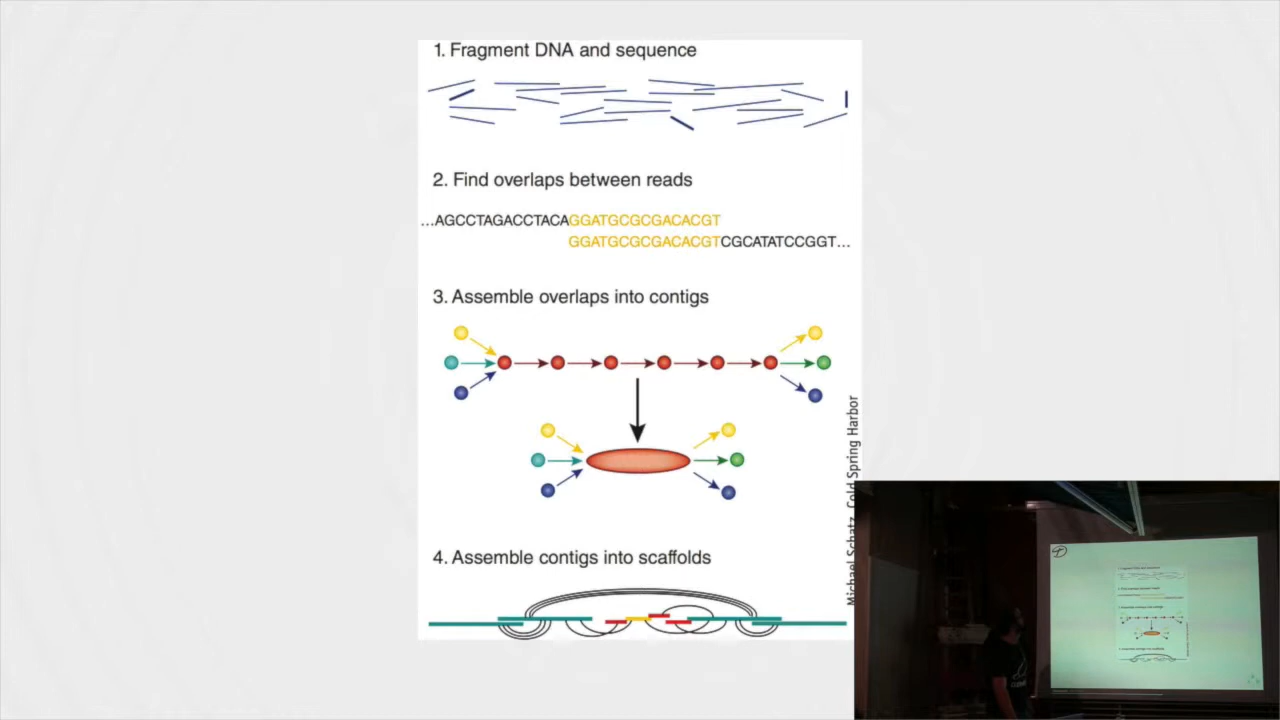 1. Fragment DNA and sequence
2. Find overlaps between reads
...AGCCTAGACCTACAGGATGCGCGACACGT
GGATGCGCGACACGTCGCATATCCGGT...
3. Assemble overlaps into contigs
4. Assemble contigs into scaffolds
Michael Schatz, Cold Spring Harbor